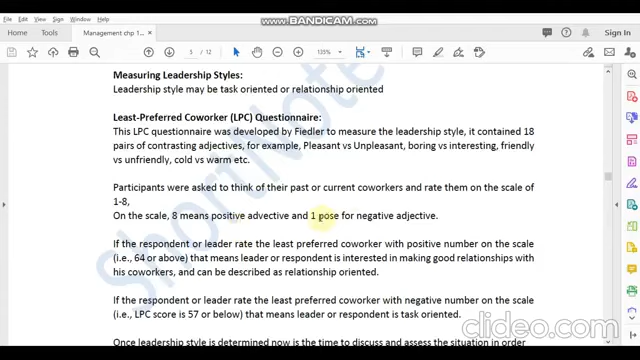 www.BANDICAM.com
File Edit View Sign Window Help
Management chp 1... ×
Home Tools
Sign In
3 / 12
135%
Share
Measuring Leadership Styles:
Leadership style may be task oriented or relationship oriented
Least-Preferred Coworker (LPC) Questionnaire:
This LPC questionnaire was developed by Fiedler to measure the leadership style, it contained 18
pairs of contrasting adjectives, for example, Pleasant vs Unpleasant, boring vs interesting, friendly
vs unfriendly, cold vs warm etc.
Participants were asked to think of their past or current coworkers and rate them on the scale of
1-8,
On the scale, 8 means positive advective and 1 pose for negative adjective.
If the respondent or leader rate the least preferred coworker with positive number on the scale
(i.e., 64 or above) that means leader or respondent is interested in making good relationships with
his coworkers, and can be described as relationship oriented.
If the respondent or leader rate the least preferred coworker with negative number on the scale
(i.e., LPC score is 57 or below) that means leader or respondent is task oriented.
Once leadership style is determined now is the time to discuss and assess the situation in order
clideo.com